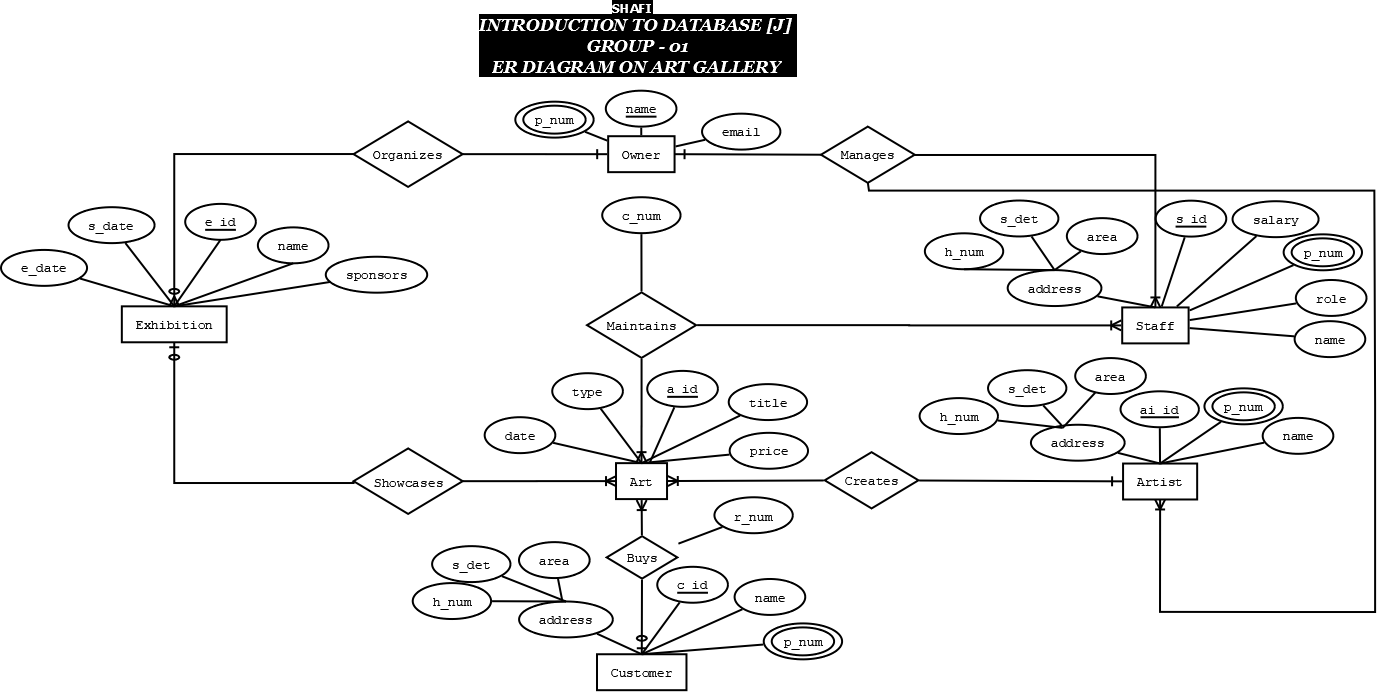 SHAFI
INTRODUCTION TO DATABASE [J]
GROUP - 01
ER DIAGRAM ON ART GALLERY
p_num
name
email
Organizes
Owner
Manages
s_date
e_id
name
e_date
sponsors
c_num
s_det
area
s_id
salary
h_num
p_num
address
role
Exhibition
Maintains
Staff
name
type
a_id
title
date
price
s_det
area
h_num
ai_id
p_num
address
name
Showcases
Art
Creates
Artist
r_num
Buys
s_det
area
h_num
c_id
name
address
p_num
Customer